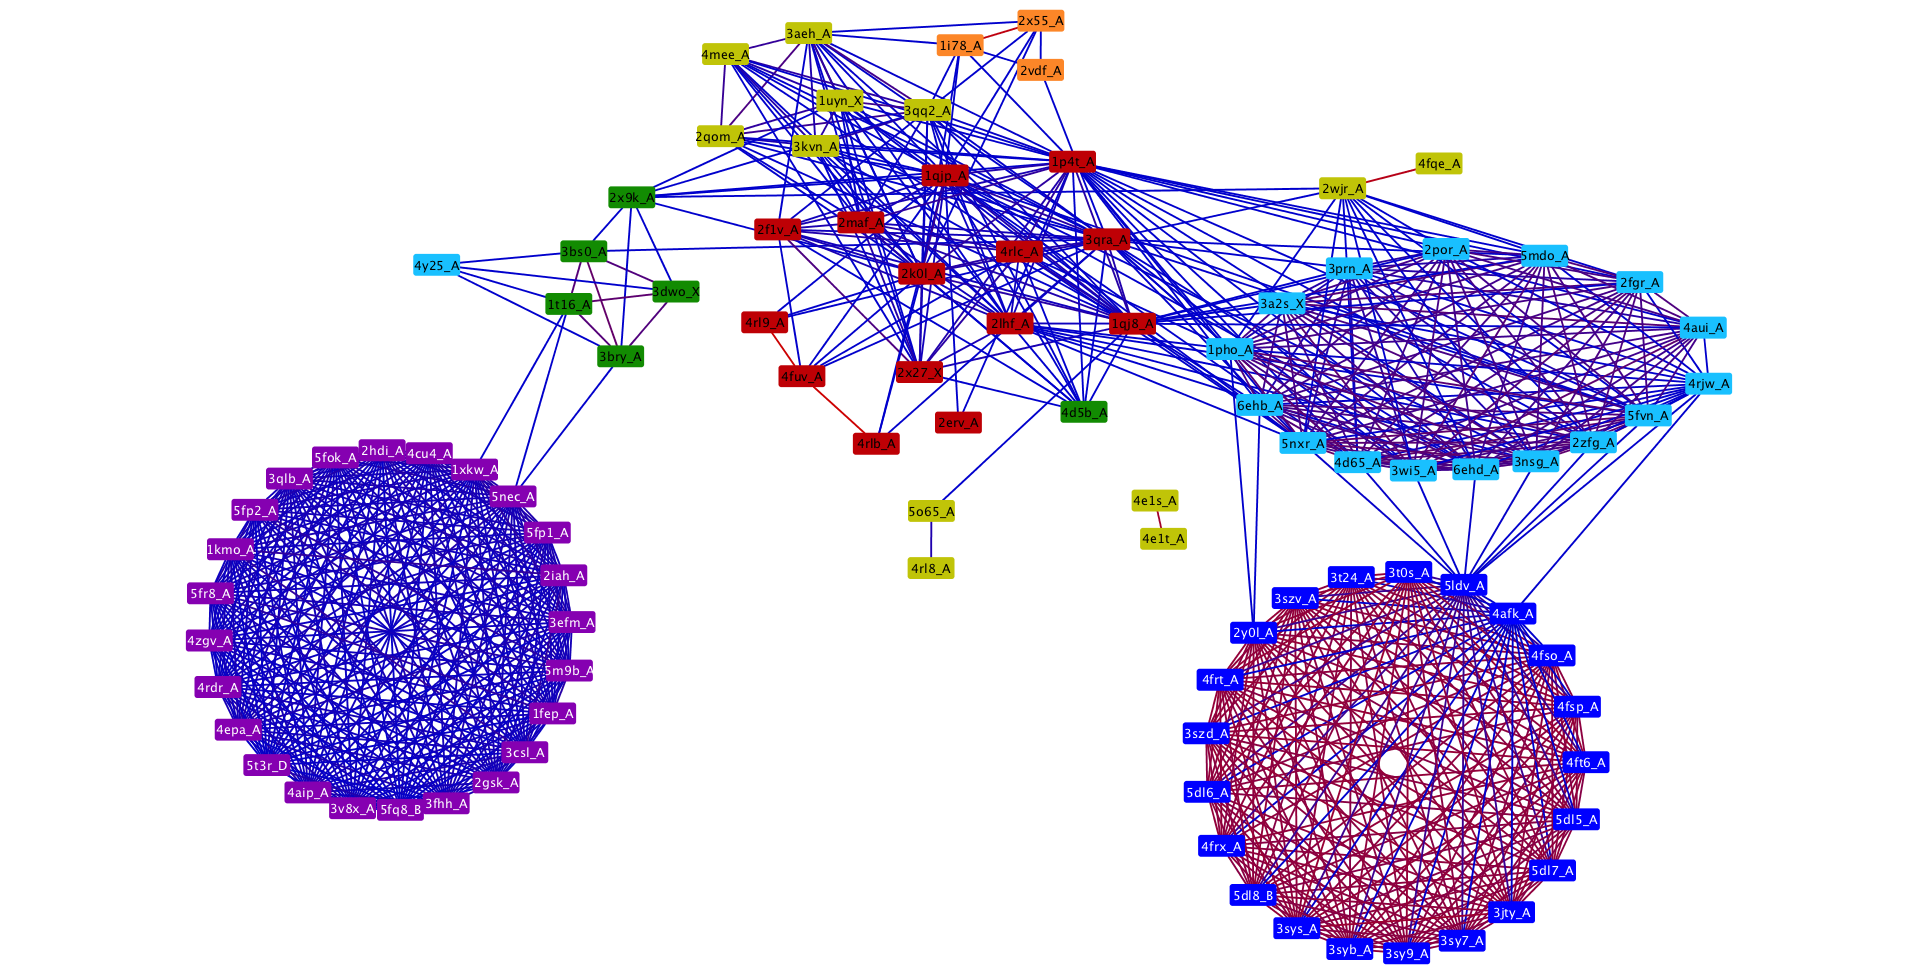 2x55_A
3aeh_A
1i78_A
4mee_A
2vdf_A
1uyn_X
3qq2_A
2qom_A
3kvn_A
1p4t_A
4fqe_A
1qjp_A
2wjr_A
2x9k_A
2maf_A
2f1v_A
3qra_A
3bs0_A
4rlc_A
2por_A
5mdo_A
4y25_A
2k0l_A
3prn_A
2fgr_A
3dwo_X
1t16_A
3a2s_X
4rl9_A
2lhf_A
1qj8_A
4aui_A
3bry_A
1pho_A
4fuv_A
2x27_X
4rjw_A
6ehb_A
4d5b_A
5fvn_A
2erv_A
4rlb_A
5nxr_A
2zfg_A
2hdi_A
4cu4_A
5fok_A
4d65_A
3wi5_A
6ehd_A
3nsg_A
1xkw_A
3qlb_A
5nec_A
4e1s_A
5fp2_A
5o65_A
5fp1_A
4e1t_A
1kmo_A
4rl8_A
2iah_A
3t24_A
3t0s_A
5ldv_A
5fr8_A
3szv_A
4afk_A
3efm_A
2y0l_A
4zgv_A
4fso_A
5m9b_A
4frt_A
4rdr_A
4fsp_A
1fep_A
4epa_A
3szd_A
3csl_A
4ft6_A
5t3r_D
2gsk_A
4aip_A
5dl6_A
3v8x_A
5fq8_B
3fhh_A
5dl5_A
4frx_A
5dl7_A
5dl8_B
3jty_A
3sys_A
3sy7_A
3syb_A
3sy9_A